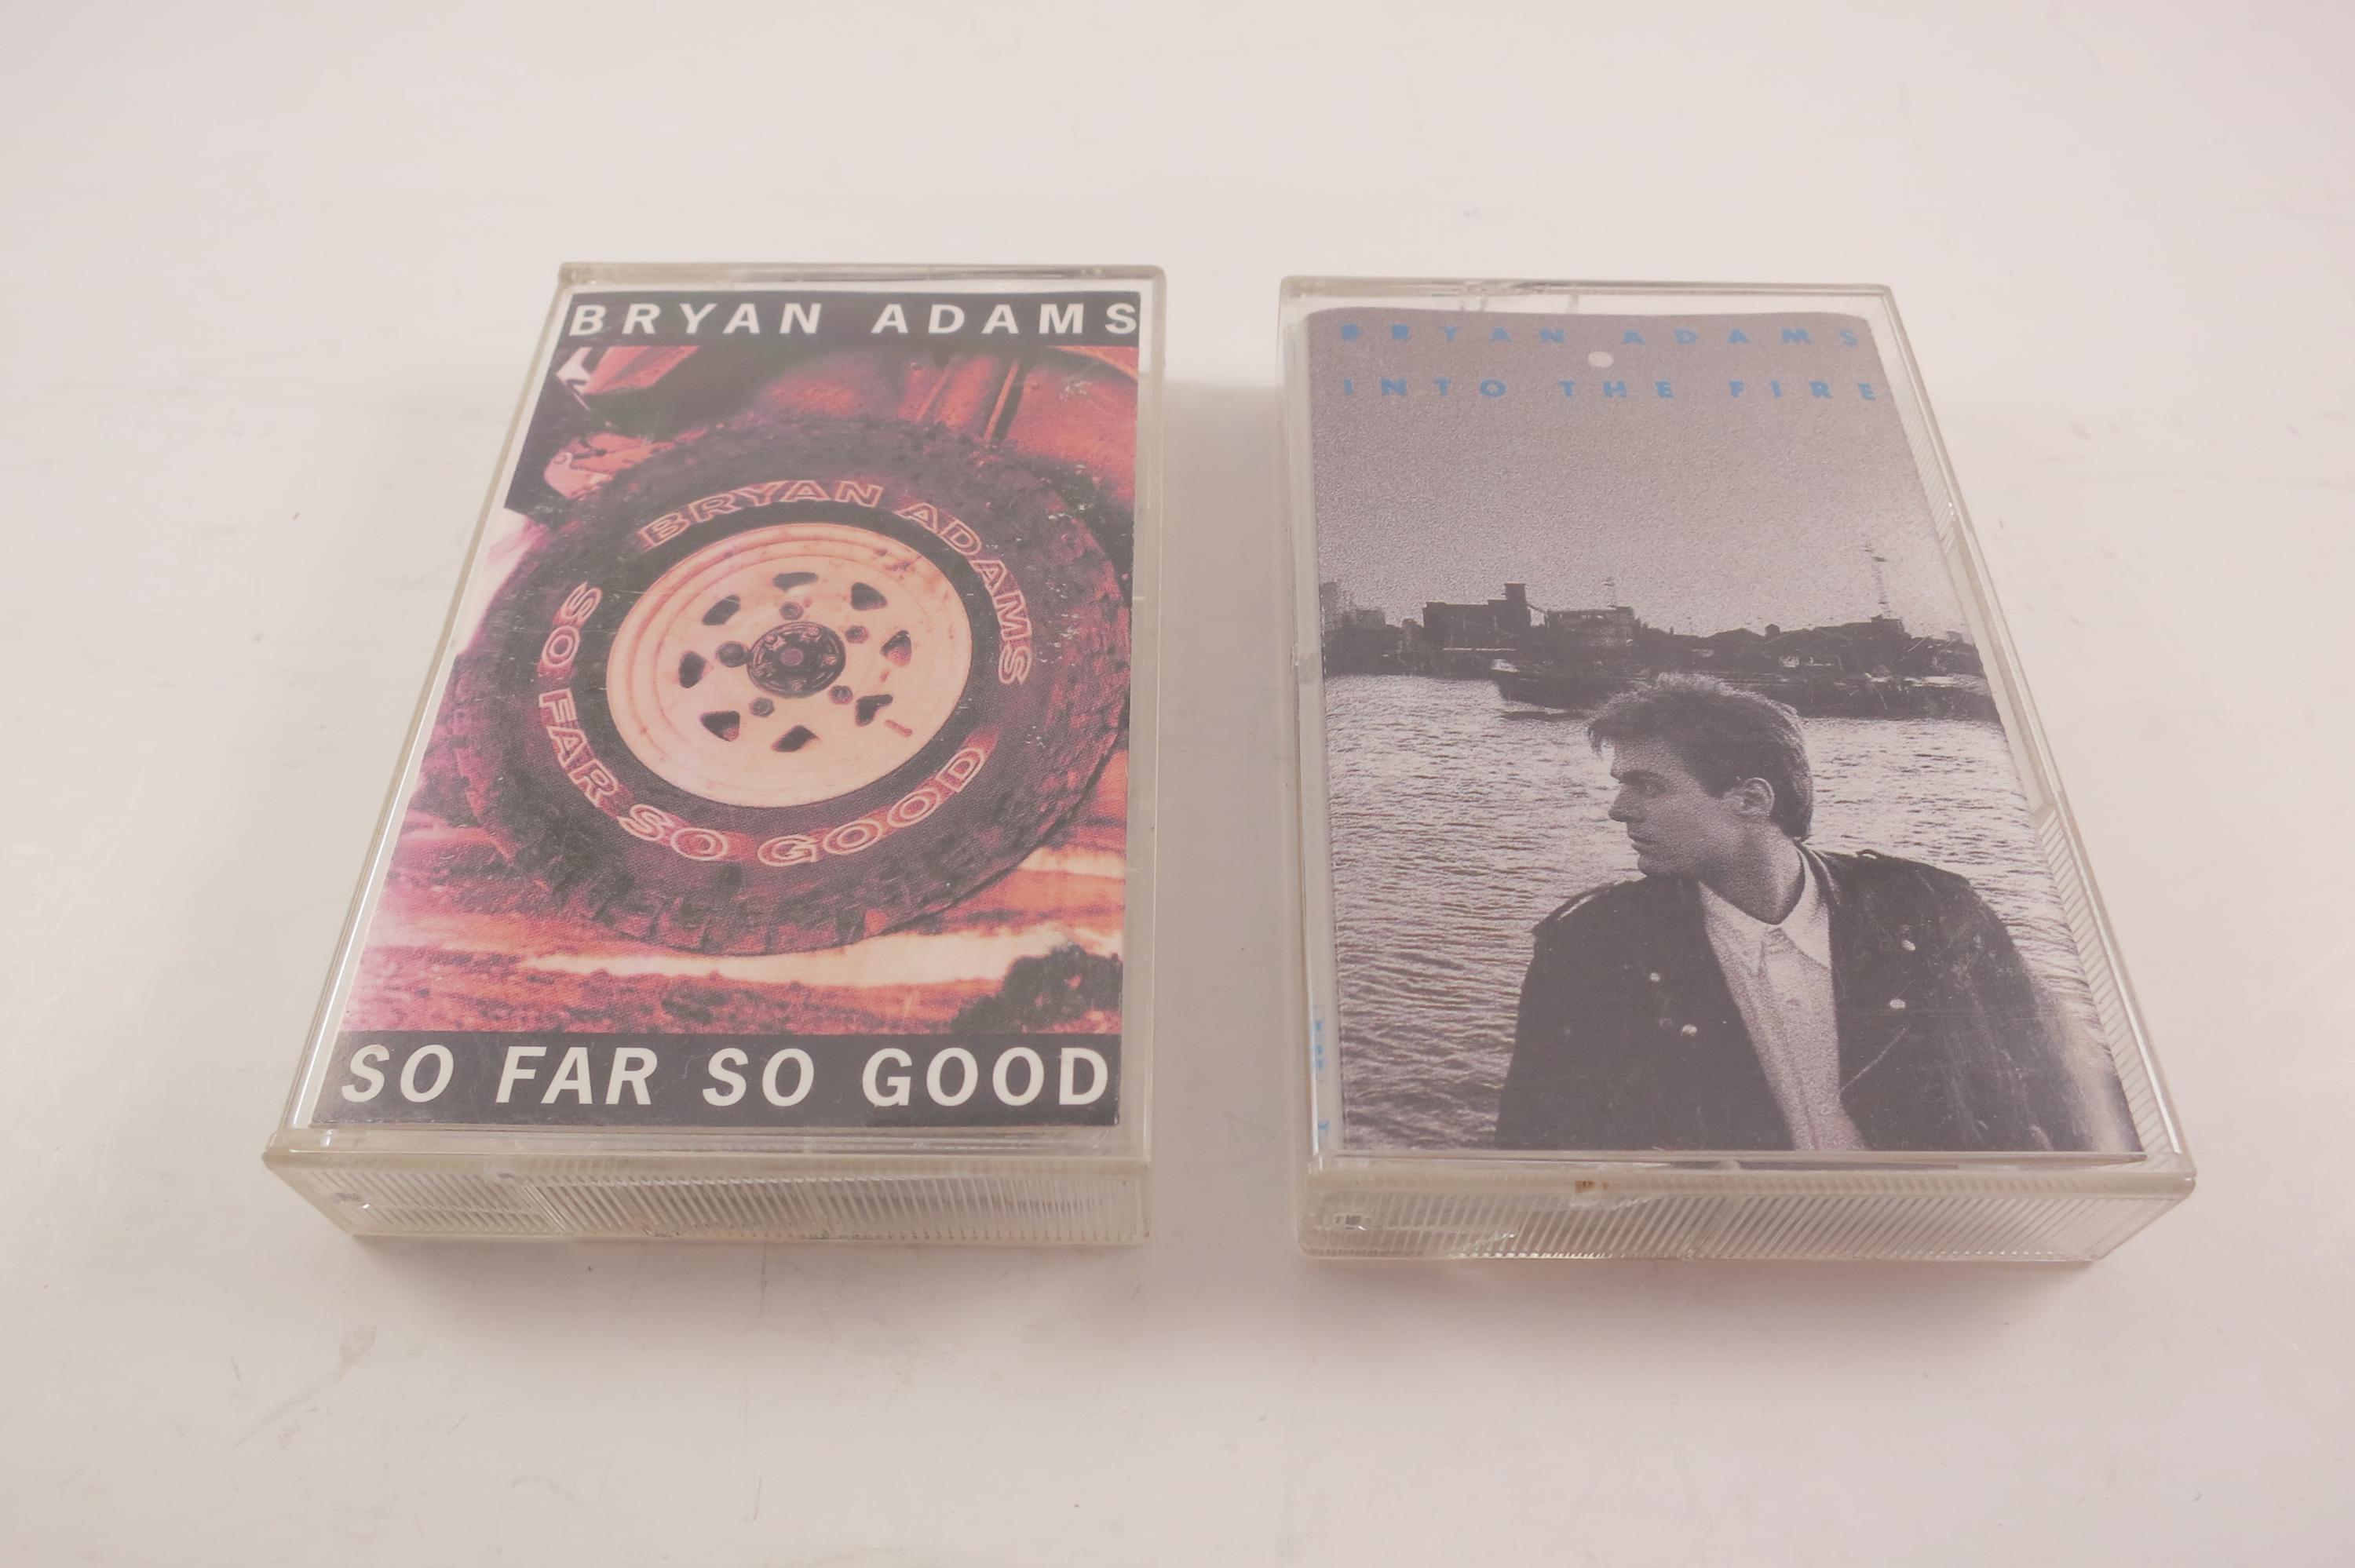 BRYAN ADAMS
BRYAN ADAMS
SO FAR SO GOOD
SO FAR SO GOOD
BRYAN ADAMS
INTO THE FIRE